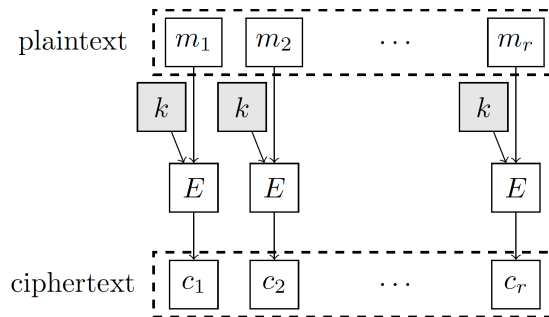 plaintext m₁ m₂ ⋯ mᵣ
k k k
E E E
ciphertext c₁ c₂ ⋯ cᵣ